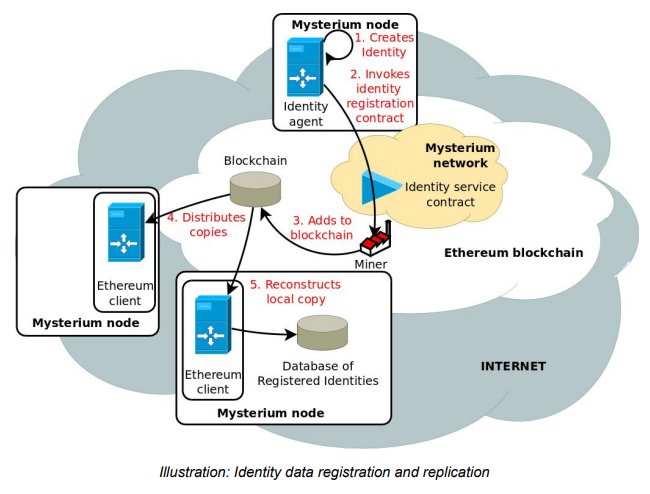 Mysterium node
1. Creates
Identity
2. Invokes
identity
registration
contract
Identity
agent
Mysterium
network
Identity service
contract
Blockchain
3. Adds to
blockchain
Miner
Ethereum blockchain
4. Distributes
copies
Ethereum
client
Mysterium node
5. Reconstructs
local copy
Ethereum
client
Database of
Registered Identities
Mysterium node
INTERNET
Illustration: Identity data registration and replication